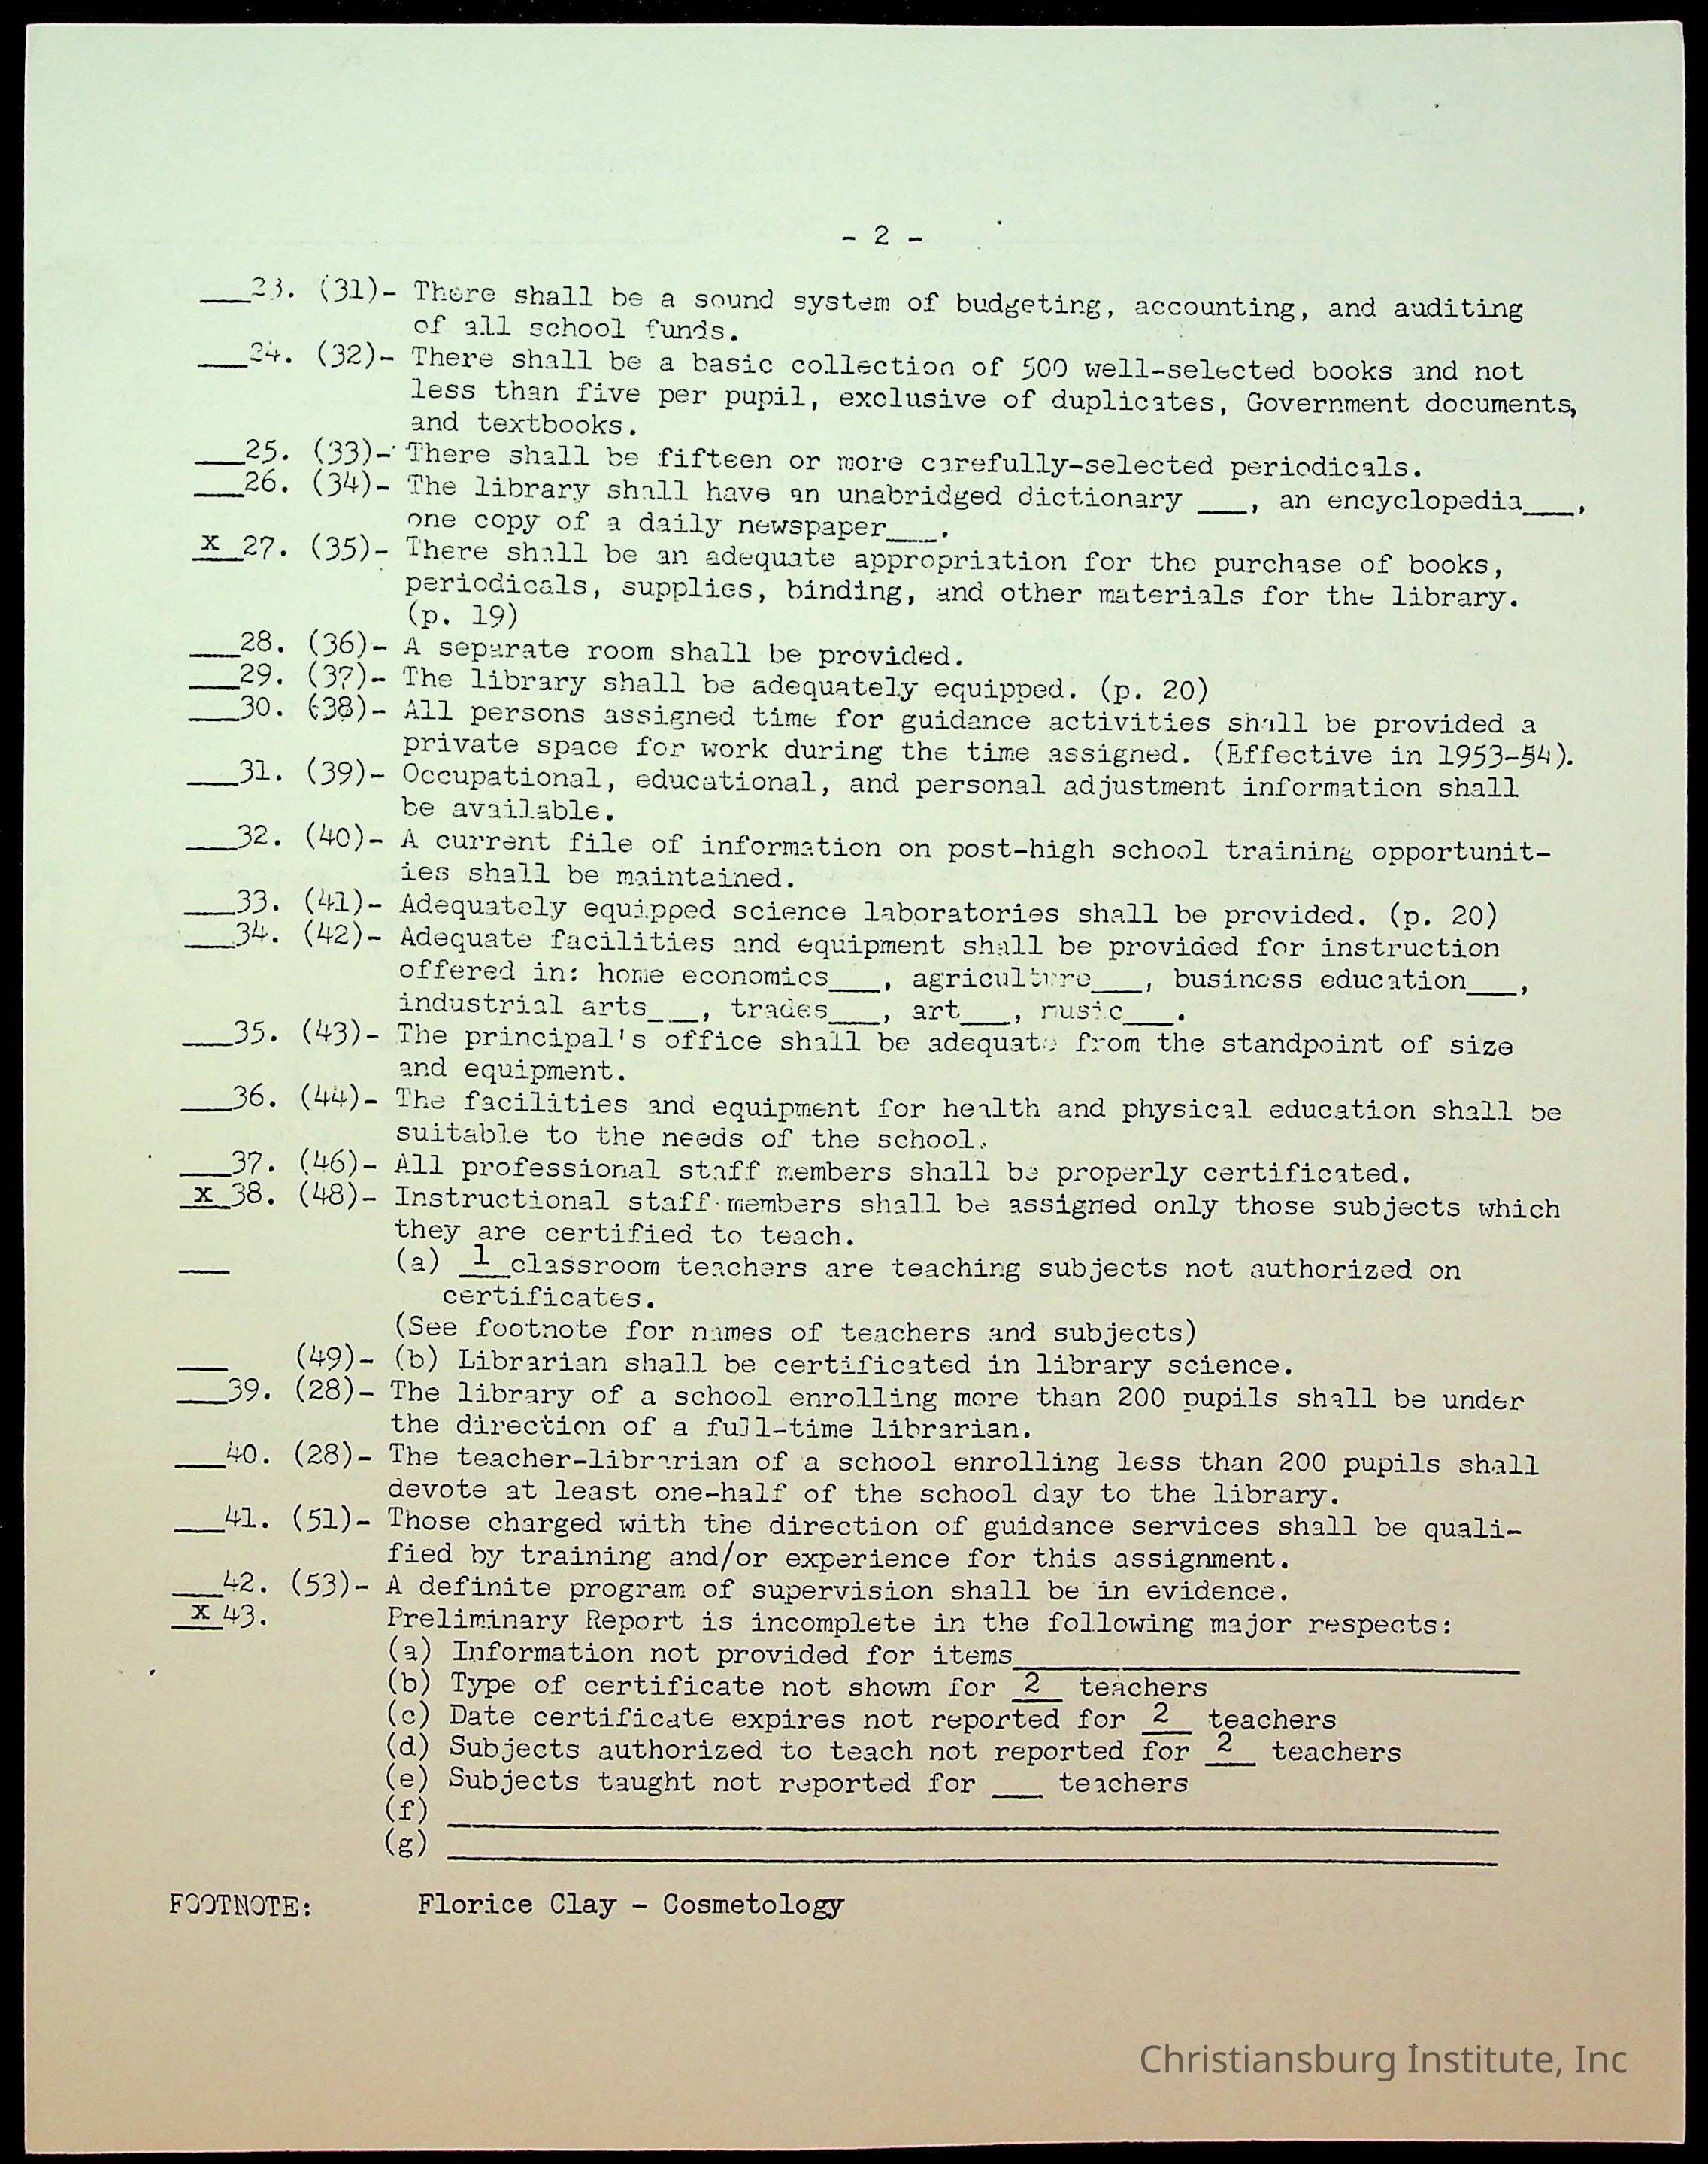 - 2 -
___23. (31)- There shall be a sound system of budgeting, accounting, and auditing
of all school funds.
___24. (32)- There shall be a basic collection of 500 well-selected books and not
less than five per pupil, exclusive of duplicates, Government documents,
and textbooks.
___25. (33)- There shall be fifteen or more carefully-selected periodicals.
___26. (34)- The library shall have an unabridged dictionary ___, an encyclopedia___,
one copy of a daily newspaper___.
_x_27. (35)- There shall be an adequate appropriation for the purchase of books,
periodicals, supplies, binding, and other materials for the library.
(p. 19)
___28. (36)- A separate room shall be provided.
___29. (37)- The library shall be adequately equipped. (p. 20)
___30. (38)- All persons assigned time for guidance activities shall be provided a
private space for work during the time assigned. (Effective in 1953-54).
___31. (39)- Occupational, educational, and personal adjustment information shall
be available.
___32. (40)- A current file of information on post-high school training opportunit-
ies shall be maintained.
___33. (41)- Adequately equipped science laboratories shall be provided. (p. 20)
___34. (42)- Adequate facilities and equipment shall be provided for instruction
offered in: home economics___, agriculture___, business education___,
industrial arts___, trades___, art___, music___.
___35. (43)- The principal's office shall be adequate from the standpoint of size
and equipment.
___36. (44)- The facilities and equipment for health and physical education shall be
suitable to the needs of the school.
___37. (46)- All professional staff members shall be properly certificated.
_x_38. (48)- Instructional staff members shall be assigned only those subjects which
they are certified to teach.
___ (a) _1_classroom teachers are teaching subjects not authorized on
certificates.
(See footnote for names of teachers and subjects)
___ (49)- (b) Librarian shall be certificated in library science.
___39. (28)- The library of a school enrolling more than 200 pupils shall be under
the direction of a full-time librarian.
___40. (28)- The teacher-librarian of a school enrolling less than 200 pupils shall
devote at least one-half of the school day to the library.
___41. (51)- Those charged with the direction of guidance services shall be quali-
fied by training and/or experience for this assignment.
___42. (53)- A definite program of supervision shall be in evidence.
_x_43. Preliminary Report is incomplete in the following major respects:
(a) Information not provided for items______________________________
(b) Type of certificate not shown for _2_ teachers
(c) Date certificate expires not reported for _2_ teachers
(d) Subjects authorized to teach not reported for _2_ teachers
(e) Subjects taught not reported for ___ teachers
(f) ______________________________
(g) ______________________________
FOOTNOTE: Florice Clay - Cosmetology
Christiansburg Institute, Inc